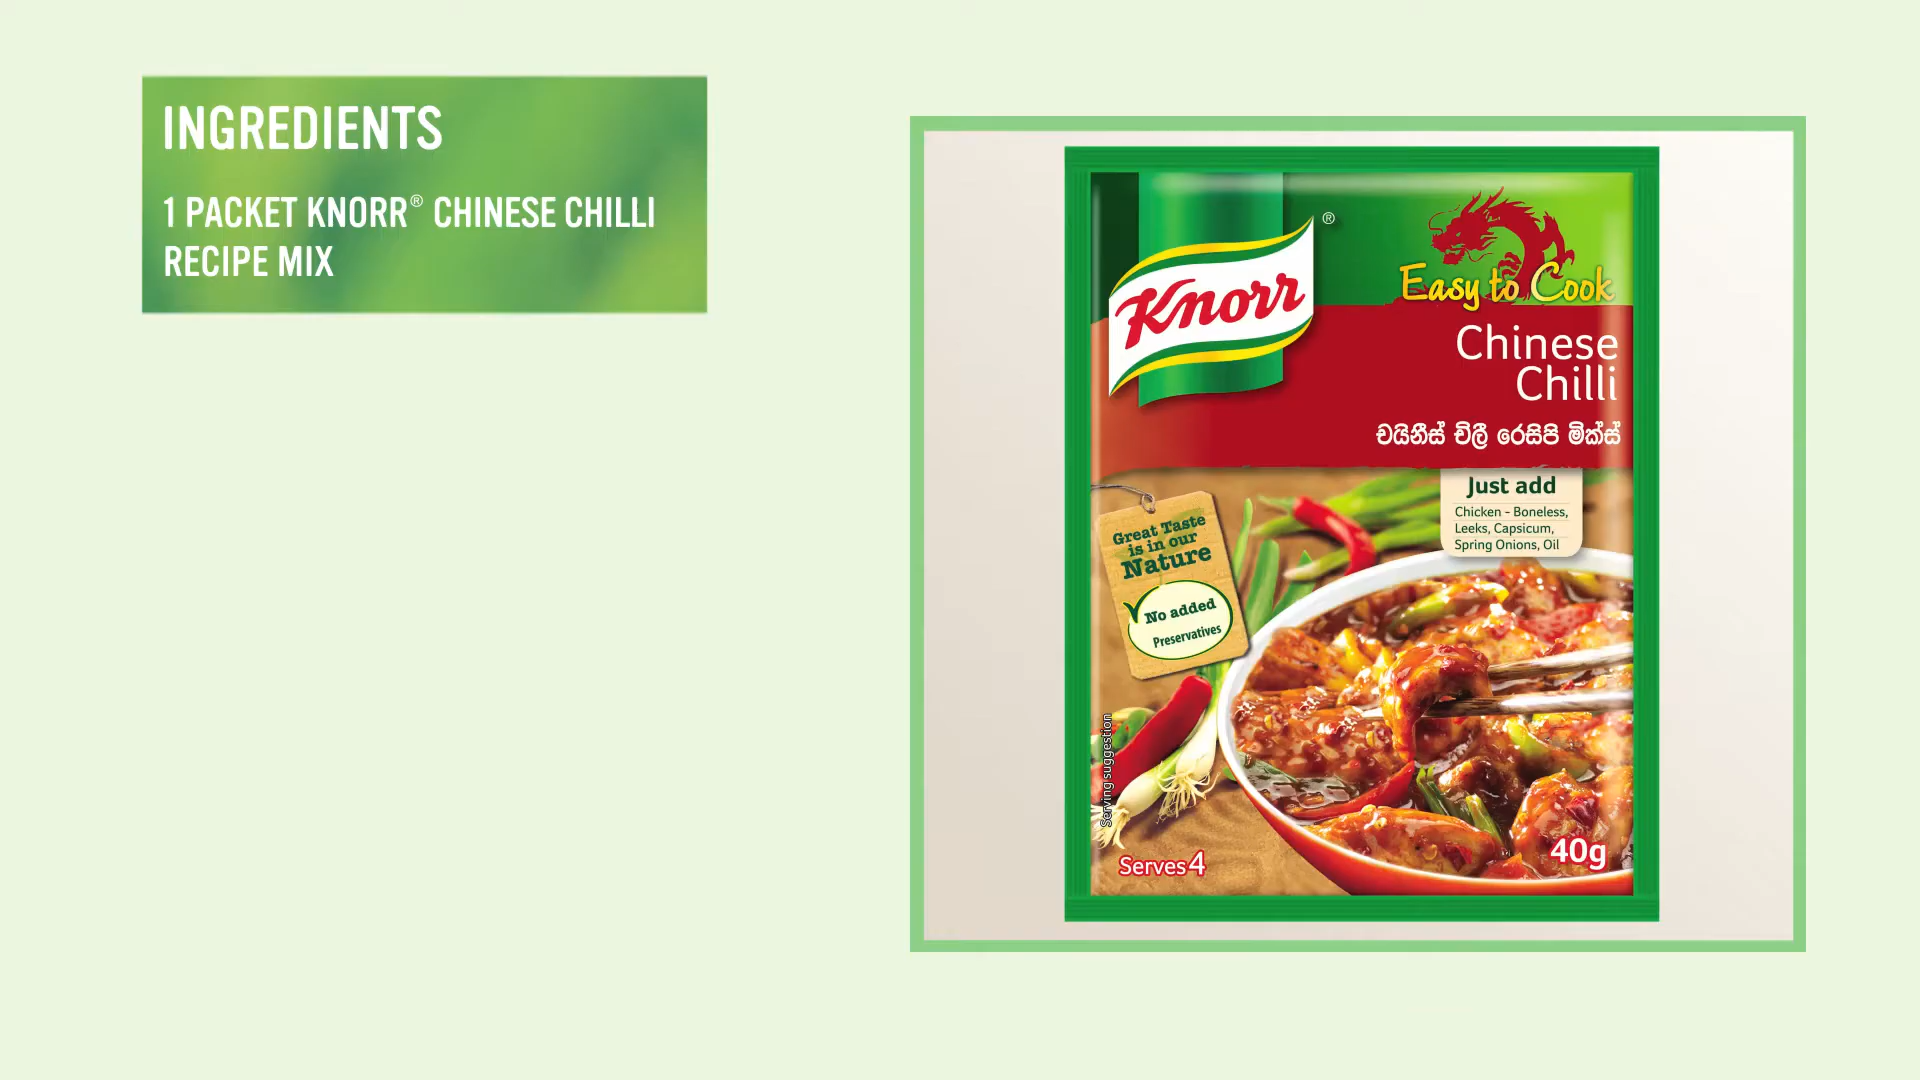 INGREDIENTS
1 PACKET KNORR® CHINESE CHILLI
RECIPE MIX
Knorr®
Easy to Cook
Chinese
Chilli
චයිනීස් චිලී රෙසිපි මික්ස්
Just add
Chicken - Boneless,
Leeks, Capsicum,
Spring Onions, Oil
Great Taste
is in our
Nature
No added
Preservatives
Serving suggestion
Serves 4
40g